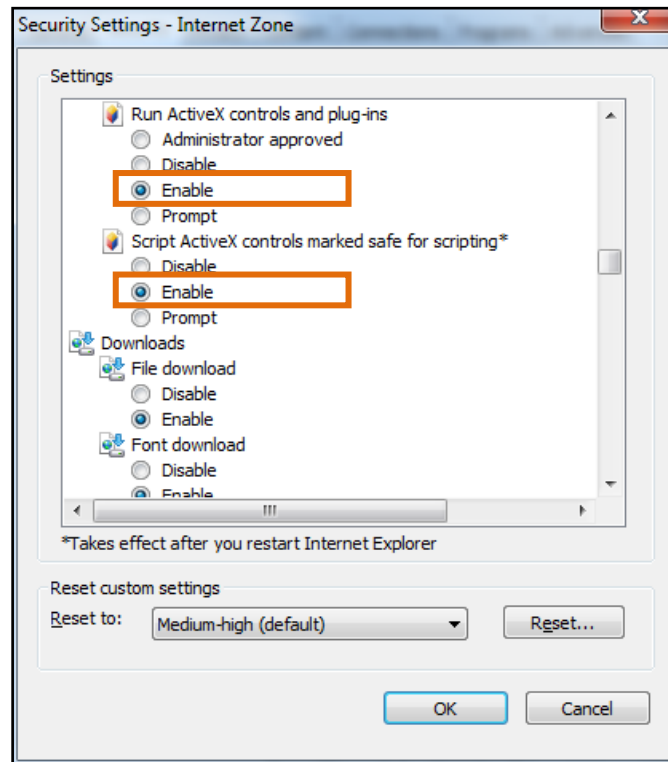 Security Settings - Internet Zone
Settings
Run ActiveX controls and plug-ins
Administrator approved
Disable
Enable
Prompt
Script ActiveX controls marked safe for scripting*
Disable
Enable
Prompt
Downloads
File download
Disable
Enable
Font download
Disable
Enable
*Takes effect after you restart Internet Explorer
Reset custom settings
Reset to: Medium-high (default) Reset...
OK Cancel